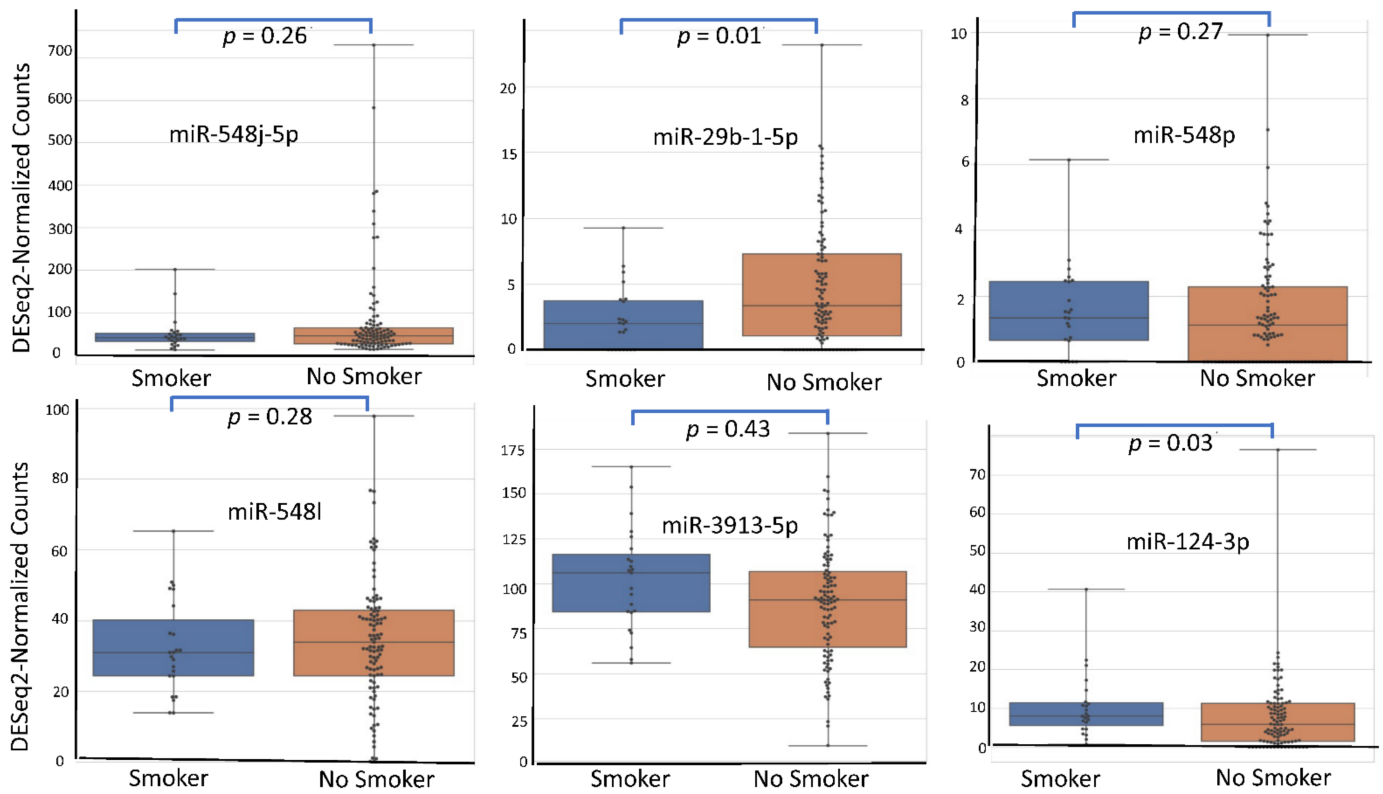 DESeq2-Normalized Counts
p = 0.26
miR-548j-5p
700
600
500
400
300
200
100
0
Smoker No Smoker
p = 0.01
miR-29b-1-5p
20
15
10
5
0
Smoker No Smoker
p = 0.27
miR-548p
10
8
6
4
2
0
Smoker No Smoker
DESeq2-Normalized Counts
p = 0.28
miR-548l
100
80
60
40
20
0
Smoker No Smoker
p = 0.43
miR-3913-5p
175
150
125
100
75
50
25
0
Smoker No Smoker
p = 0.03
miR-124-3p
70
60
50
40
30
20
10
0
Smoker No Smoker